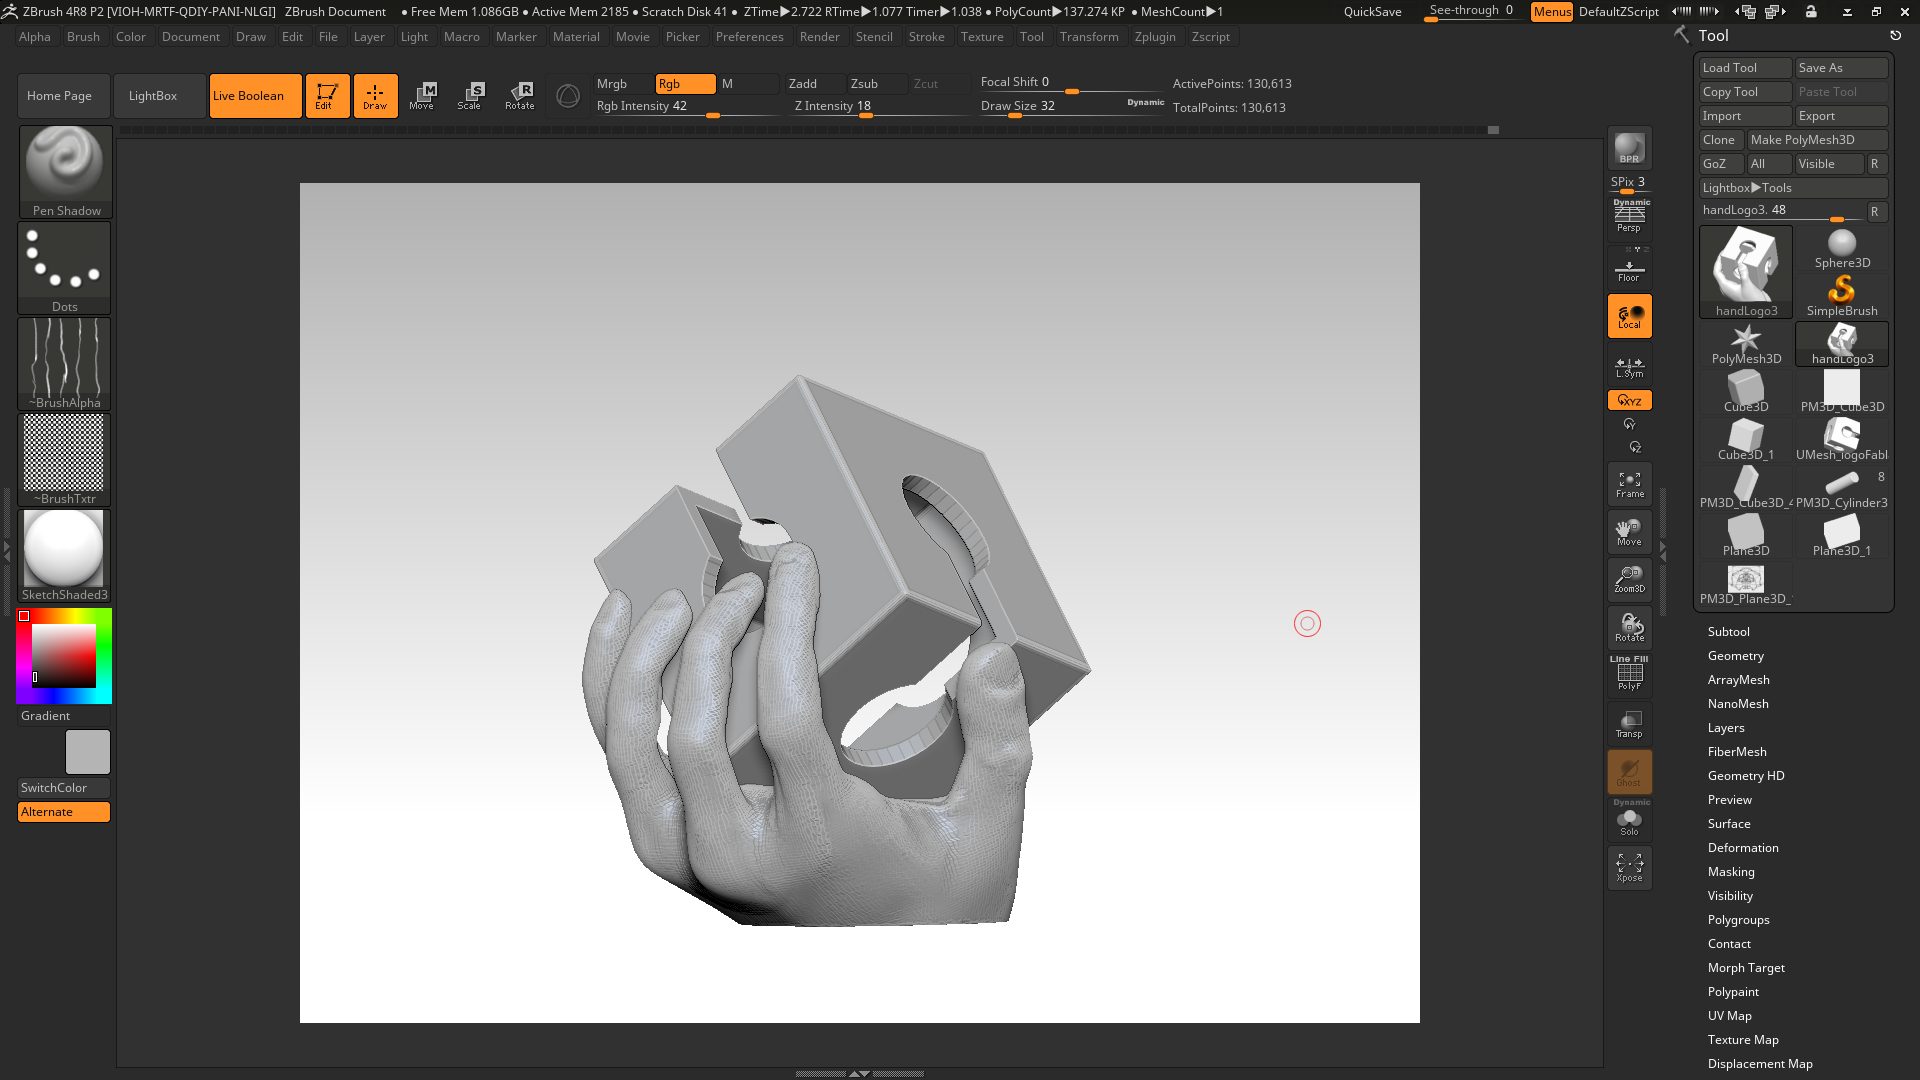 ZBrush 4R8 P2 [VIOH-MRTF-QDIY-PANI-NLGI] ZBrush Document ● Free Mem 1.086GB ● Active Mem 2185 ● Scratch Disk 41 ● ZTime▶2.722 RTime▶1.077 Timer▶1.038 ● PolyCount▶137.274 KP ● MeshCount▶1 QuickSave See-through 0 Menus DefaultZScript
Alpha Brush Color Document Draw Edit File Layer Light Macro Marker Material Movie Picker Preferences Render Stencil Stroke Texture Tool Transform Zplugin Zscript
Home Page LightBox Live Boolean Edit Draw Move Scale Rotate
M S R
Mrgb Rgb M Zadd Zsub Zcut Focal Shift 0 ActivePoints: 130,613
Rgb Intensity 42 Z Intensity 18 Draw Size 32 Dynamic TotalPoints: 130,613
Pen Shadow
Dots
~BrushAlpha
~BrushTxtr
SketchShaded3
Gradient
SwitchColor
Alternate
BPR
SPix 3
Dynamic
Persp
Floor
Local
L.Sym
XYZ
Y
Z
Frame
Move
Zoom3D
Rotate
Line Fill
PolyF
Transp
Ghost
Dynamic
Solo
Xpose
Tool
Load Tool Save As
Copy Tool Paste Tool
Import Export
Clone Make PolyMesh3D
GoZ All Visible R
Lightbox▶Tools
handLogo3. 48 R
Sphere3D
handLogo3 SimpleBrush
PolyMesh3D handLogo3
Cube3D PM3D_Cube3D
Cube3D_1 UMesh_logoFabl
8
PM3D_Cube3D_4 PM3D_Cylinder3
Plane3D Plane3D_1
PM3D_Plane3D_
Subtool
Geometry
ArrayMesh
NanoMesh
Layers
FiberMesh
Geometry HD
Preview
Surface
Deformation
Masking
Visibility
Polygroups
Contact
Morph Target
Polypaint
UV Map
Texture Map
Displacement Map